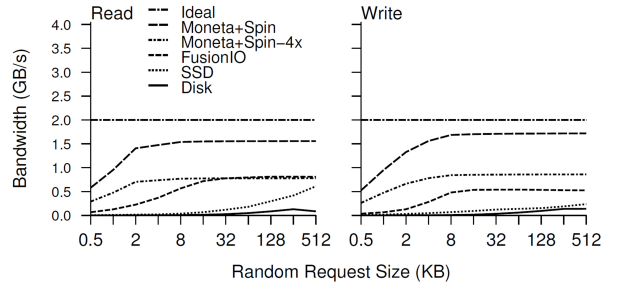 Read
Ideal
Moneta+Spin
Moneta+Spin−4x
FusionIO
SSD
Disk
Write
Bandwidth (GB/s)
4.0
3.5
3.0
2.5
2.0
1.5
1.0
0.5
0.0
0.5 2 8 32 128 512
0.5 2 8 32 128 512
Random Request Size (KB)